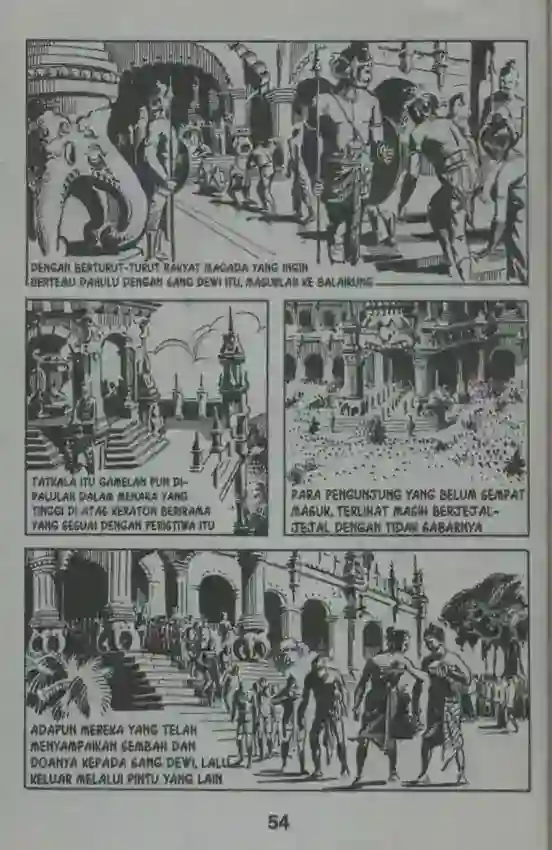 DENGAN BERTURUT-TURUT RAKYAT MAGADA YANG INGIN
BERTEMU DAHULU DENGAN SANG DEWI ITU, MASUKLAH KE BALAIRUNG
TATKALA ITU GAMELAN PUN DI-
PALULAH DALAM MENARA YANG
TINGGI DI ATAS KERATON BERIRAMA
YANG SESUAI DENGAN PERISTIWA ITU
PARA PENGUNJUNG YANG BELUM SEMPAT
MASUK, TERLIHAT MASIH BERJEJAL-
JEJAL DENGAN TIDAK SABARNYA
ADAPUN MEREKA YANG TELAH
MENYAMPAIKAN SEMBAH DAN
DOANYA KEPADA SANG DEWI, LALU
KELUAR MELALUI PINTU YANG LAIN
54